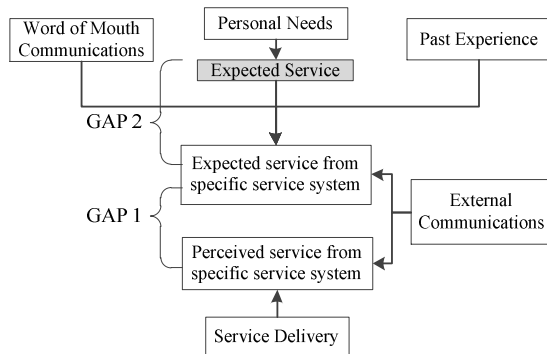 Word of Mouth
Communications
Personal Needs
Past Experience
Expected Service
GAP 2
Expected service from
specific service system
GAP 1
External
Communications
Perceived service from
specific service system
Service Delivery